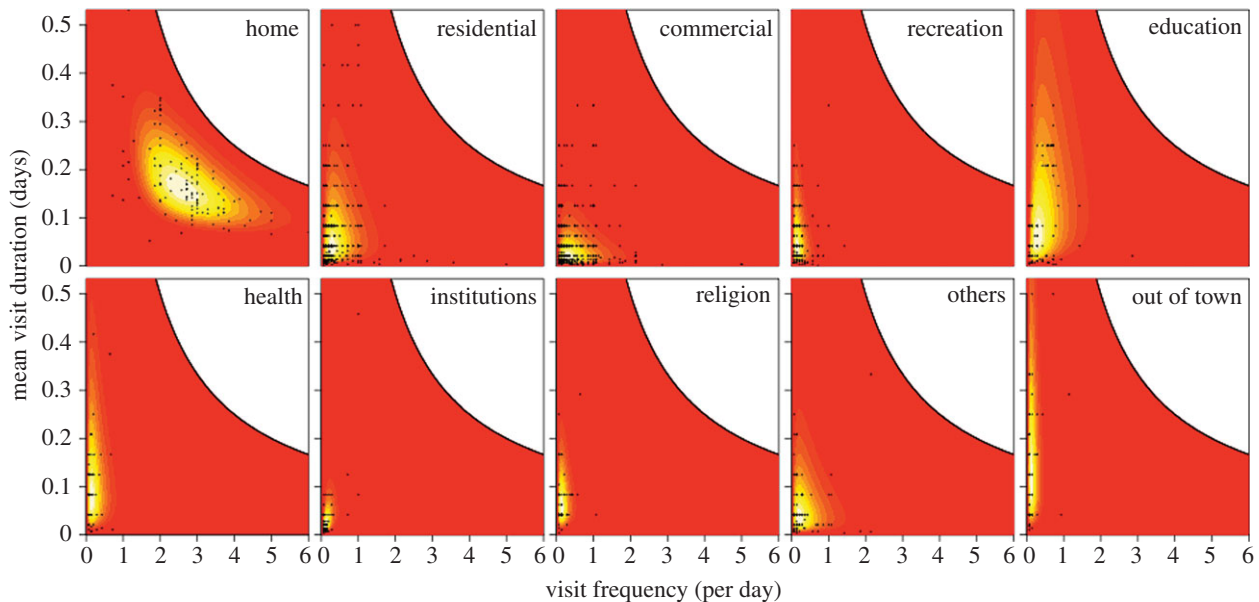 mean visit duration (days)
0.5
0.4
0.3
0.2
0.1
0
home
residential
commercial
recreation
education
0.5
0.4
0.3
0.2
0.1
0
health
institutions
religion
others
out of town
0 1 2 3 4 5 6 0 1 2 3 4 5 6 0 1 2 3 4 5 6 0 1 2 3 4 5 6 0 1 2 3 4 5 6
visit frequency (per day)